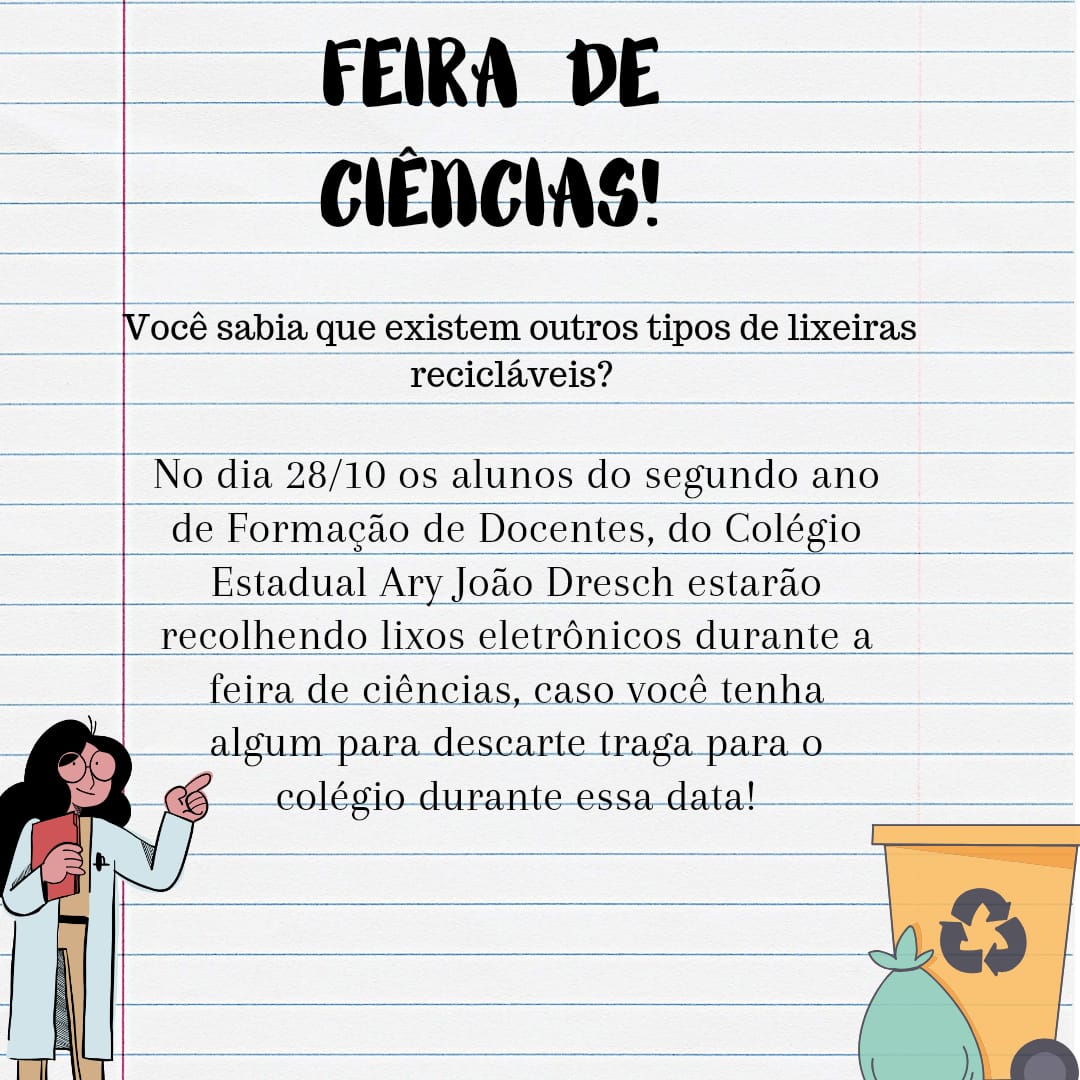 FEIRA DE
CIÊNCIAS!
Você sabia que existem outros tipos de lixeiras
recicláveis?
No dia 28/10 os alunos do segundo ano
de Formação de Docentes, do Colégio
Estadual Ary João Dresch estarão
recolhendo lixos eletrônicos durante a
feira de ciências, caso você tenha
algum para descarte traga para o
colégio durante essa data!